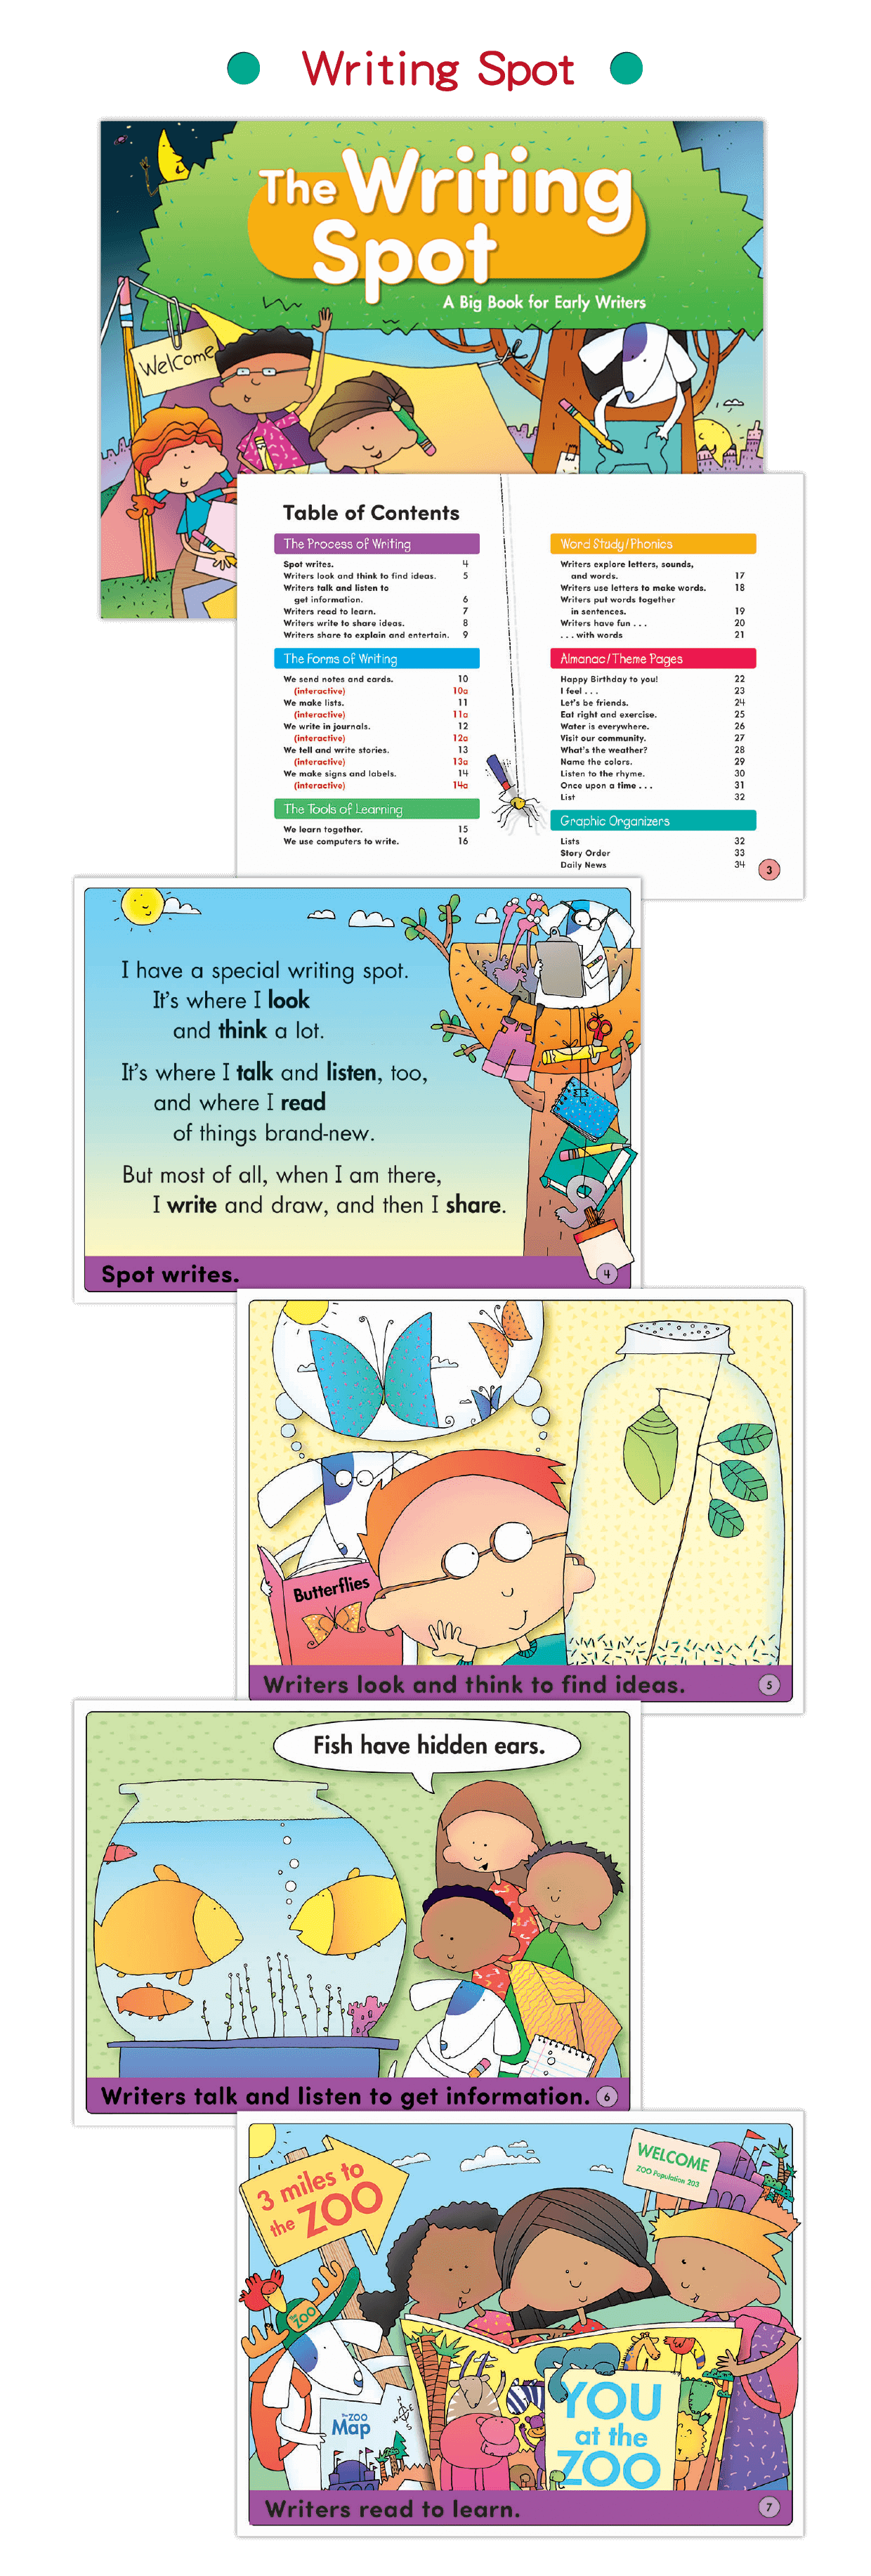 Writing Spot
The Writing
Spot
A Big Book for Early Writers
Welcome
Table of Contents
The Process of Writing
Spot writes. 4
Writers look and think to find ideas. 5
Writers talk and listen to
get information. 6
Writers read to learn. 7
Writers write to share ideas. 8
Writers share to explain and entertain. 9
The Forms of Writing
We send notes and cards. 10
(interactive) 10a
We make lists. 11
(interactive) 11a
We write in journals. 12
(interactive) 12a
We tell and write stories. 13
(interactive) 13a
We make signs and labels. 14
(interactive) 14a
The Tools of Learning
We learn together. 15
We use computers to write. 16
Word Study/Phonics
Writers explore letters, sounds,
and words. 17
Writers use letters to make words. 18
Writers put words together
in sentences. 19
Writers have fun . . . 20
. . . with words 21
Almanac/Theme Pages
Happy Birthday to you! 22
I feel . . . 23
Let's be friends. 24
Eat right and exercise. 25
Water is everywhere. 26
Visit our community. 27
What's the weather? 28
Name the colors. 29
Listen to the rhyme. 30
Once upon a time . . . 31
List 32
Graphic Organizers
Lists 32
Story Order 33
Daily News 34
3
I have a special writing spot.
It's where I look
and think a lot.
It's where I talk and listen, too,
and where I read
of things brand-new.
But most of all, when I am there,
I write and draw, and then I share.
Spot writes.
4
Butterflies
Writers look and think to find ideas.
5
Fish have hidden ears.
Writers talk and listen to get information.
6
3 miles to
the ZOO
WELCOME
ZOO Population 203
ZOO
the ZOO
Map
N
W E
S
YOU
at the
ZOO
Writers read to learn.
7